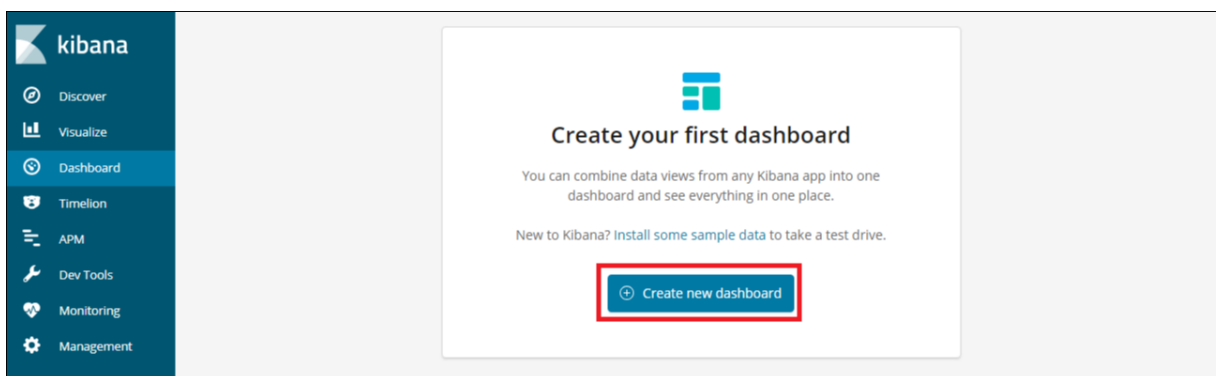 kibana
Discover
Visualize
Dashboard
Timelion
APM
Dev Tools
Monitoring
Management
Create your first dashboard
You can combine data views from any Kibana app into one
dashboard and see everything in one place.
New to Kibana? Install some sample data to take a test drive.
Create new dashboard